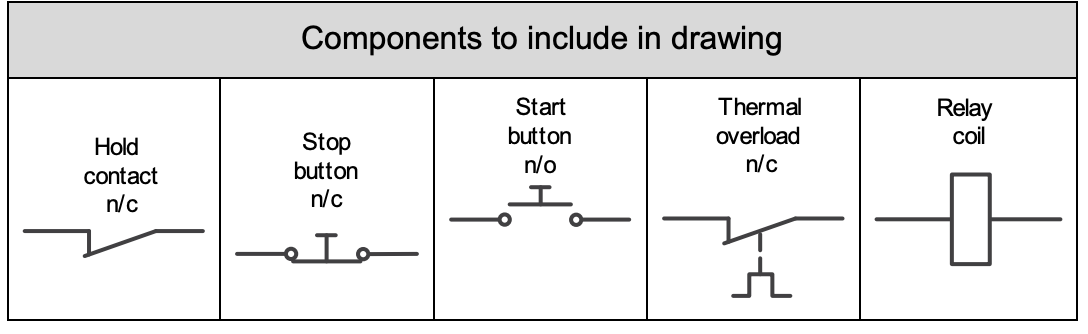 Components to include in drawing
Hold
contact
n/c
Stop
button
n/c
Start
button
n/o
Thermal
overload
n/c
Relay
coil